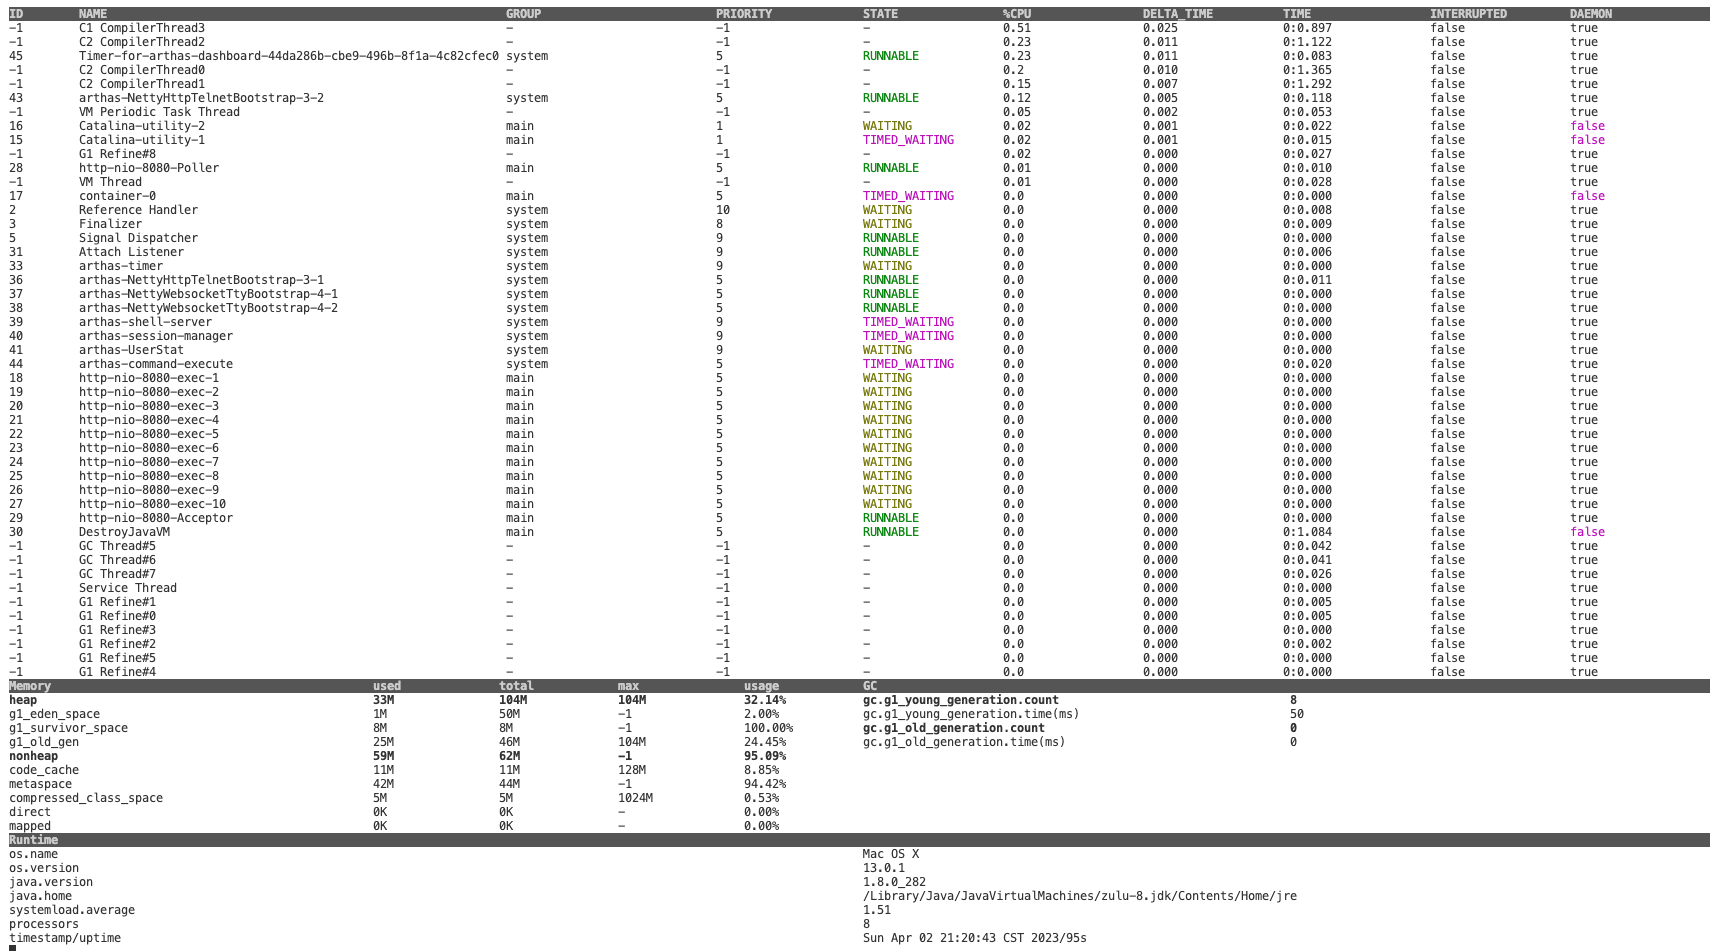 ID NAME GROUP PRIORITY STATE %CPU DELTA_TIME TIME INTERRUPTED DAEMON
-1 C1 CompilerThread3 - -1 - 0.51 0.025 0:0.897 false true
-1 C2 CompilerThread2 - -1 - 0.23 0.011 0:1.122 false true
45 Timer-for-arthas-dashboard-44da286b-cbe9-496b-8f1a-4c82cfec0 system 5 RUNNABLE 0.23 0.011 0:0.083 false true
-1 C2 CompilerThread0 - -1 - 0.2 0.010 0:1.365 false true
-1 C2 CompilerThread1 - -1 - 0.15 0.007 0:1.292 false true
43 arthas-NettyHttpTelnetBootstrap-3-2 system 5 RUNNABLE 0.12 0.005 0:0.118 false true
-1 VM Periodic Task Thread - -1 - 0.05 0.002 0:0.053 false true
16 Catalina-utility-2 main 1 WAITING 0.02 0.001 0:0.022 false false
15 Catalina-utility-1 main 1 TIMED_WAITING 0.02 0.001 0:0.015 false false
-1 G1 Refine#8 - -1 - 0.02 0.000 0:0.027 false true
28 http-nio-8080-Poller main 5 RUNNABLE 0.01 0.000 0:0.010 false true
-1 VM Thread - -1 - 0.01 0.000 0:0.028 false true
17 container-0 main 5 TIMED_WAITING 0.0 0.000 0:0.000 false false
2 Reference Handler system 10 WAITING 0.0 0.000 0:0.008 false true
3 Finalizer system 8 WAITING 0.0 0.000 0:0.009 false true
5 Signal Dispatcher system 9 RUNNABLE 0.0 0.000 0:0.000 false true
31 Attach Listener system 9 RUNNABLE 0.0 0.000 0:0.006 false true
33 arthas-timer system 9 WAITING 0.0 0.000 0:0.000 false true
36 arthas-NettyHttpTelnetBootstrap-3-1 system 5 RUNNABLE 0.0 0.000 0:0.011 false true
37 arthas-NettyWebsocketTtyBootstrap-4-1 system 5 RUNNABLE 0.0 0.000 0:0.000 false true
38 arthas-NettyWebsocketTtyBootstrap-4-2 system 5 RUNNABLE 0.0 0.000 0:0.000 false true
39 arthas-shell-server system 9 TIMED_WAITING 0.0 0.000 0:0.000 false true
40 arthas-session-manager system 9 TIMED_WAITING 0.0 0.000 0:0.000 false true
41 arthas-UserStat system 9 WAITING 0.0 0.000 0:0.000 false true
44 arthas-command-execute system 5 TIMED_WAITING 0.0 0.000 0:0.020 false true
18 http-nio-8080-exec-1 main 5 WAITING 0.0 0.000 0:0.000 false true
19 http-nio-8080-exec-2 main 5 WAITING 0.0 0.000 0:0.000 false true
20 http-nio-8080-exec-3 main 5 WAITING 0.0 0.000 0:0.000 false true
21 http-nio-8080-exec-4 main 5 WAITING 0.0 0.000 0:0.000 false true
22 http-nio-8080-exec-5 main 5 WAITING 0.0 0.000 0:0.000 false true
23 http-nio-8080-exec-6 main 5 WAITING 0.0 0.000 0:0.000 false true
24 http-nio-8080-exec-7 main 5 WAITING 0.0 0.000 0:0.000 false true
25 http-nio-8080-exec-8 main 5 WAITING 0.0 0.000 0:0.000 false true
26 http-nio-8080-exec-9 main 5 WAITING 0.0 0.000 0:0.000 false true
27 http-nio-8080-exec-10 main 5 WAITING 0.0 0.000 0:0.000 false true
29 http-nio-8080-Acceptor main 5 RUNNABLE 0.0 0.000 0:0.000 false true
30 DestroyJavaVM main 5 RUNNABLE 0.0 0.000 0:1.084 false false
-1 GC Thread#5 - -1 - 0.0 0.000 0:0.042 false true
-1 GC Thread#6 - -1 - 0.0 0.000 0:0.041 false true
-1 GC Thread#7 - -1 - 0.0 0.000 0:0.026 false true
-1 Service Thread - -1 - 0.0 0.000 0:0.000 false true
-1 G1 Refine#1 - -1 - 0.0 0.000 0:0.005 false true
-1 G1 Refine#0 - -1 - 0.0 0.000 0:0.005 false true
-1 G1 Refine#3 - -1 - 0.0 0.000 0:0.000 false true
-1 G1 Refine#2 - -1 - 0.0 0.000 0:0.002 false true
-1 G1 Refine#5 - -1 - 0.0 0.000 0:0.000 false true
-1 G1 Refine#4 - -1 - 0.0 0.000 0:0.000 false true
Memory used total max usage GC
heap 33M 104M 104M 32.14% gc.g1_young_generation.count 8
g1_eden_space 1M 50M -1 2.00% gc.g1_young_generation.time(ms) 50
g1_survivor_space 8M 8M -1 100.00% gc.g1_old_generation.count 0
g1_old_gen 25M 46M 104M 24.45% gc.g1_old_generation.time(ms) 0
nonheap 59M 62M -1 95.09%
code_cache 11M 11M 128M 8.85%
metaspace 42M 44M -1 94.42%
compressed_class_space 5M 5M 1024M 0.53%
direct 0K 0K - 0.00%
mapped 0K 0K - 0.00%
Runtime
os.name Mac OS X
os.version 13.0.1
java.version 1.8.0_282
java.home /Library/Java/JavaVirtualMachines/zulu-8.jdk/Contents/Home/jre
systemload.average 1.51
processors 8
timestamp/uptime Sun Apr 02 21:20:43 CST 2023/95s